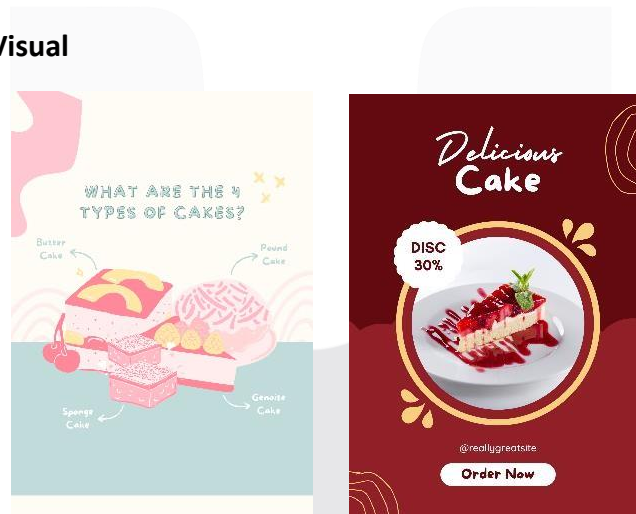 Visual
WHAT ARE THE 4
TYPES OF CAKES?
Butter
Cake
Pound
Cake
Sponge
Cake
Genoise
Cake
Delicious
Cake
DISC
30%
@reallygreatsite
Order Now